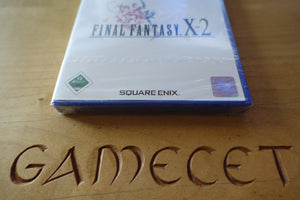 FINAL FANTASY X-2
SQUARE ENIX
GAMECET